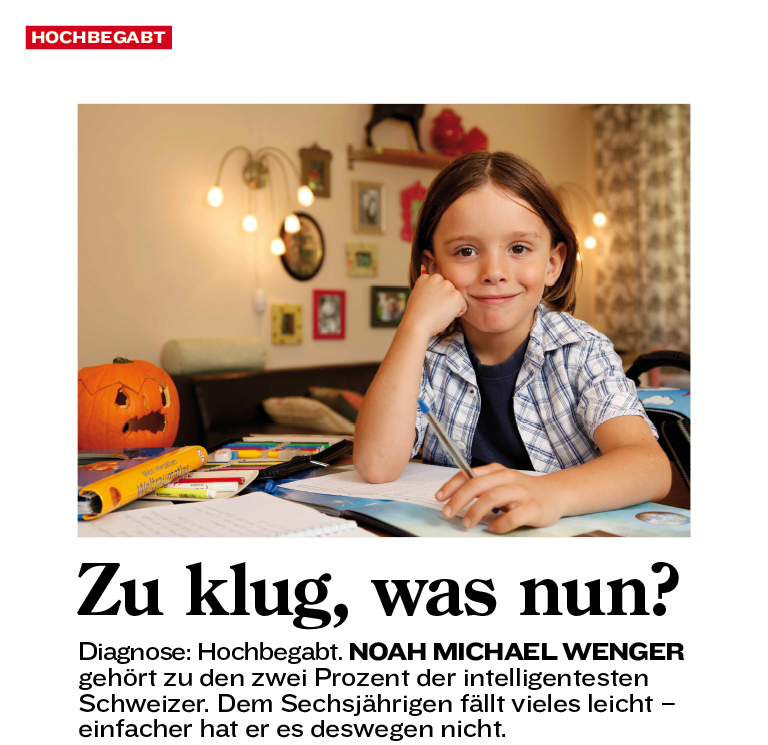 HOCHBEGABT
Weltraumatlas
Zu klug, was nun?
Diagnose: Hochbegabt. NOAH MICHAEL WENGER
gehört zu den zwei Prozent der intelligentesten
Schweizer. Dem Sechsjährigen fällt vieles leicht –
einfacher hat er es deswegen nicht.